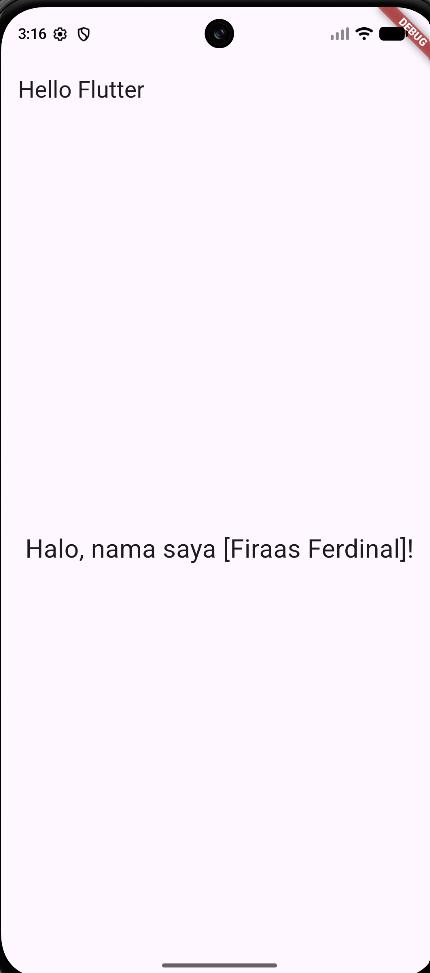 3:16
DEBUG
Hello Flutter
Halo, nama saya [Firaas Ferdinal]!